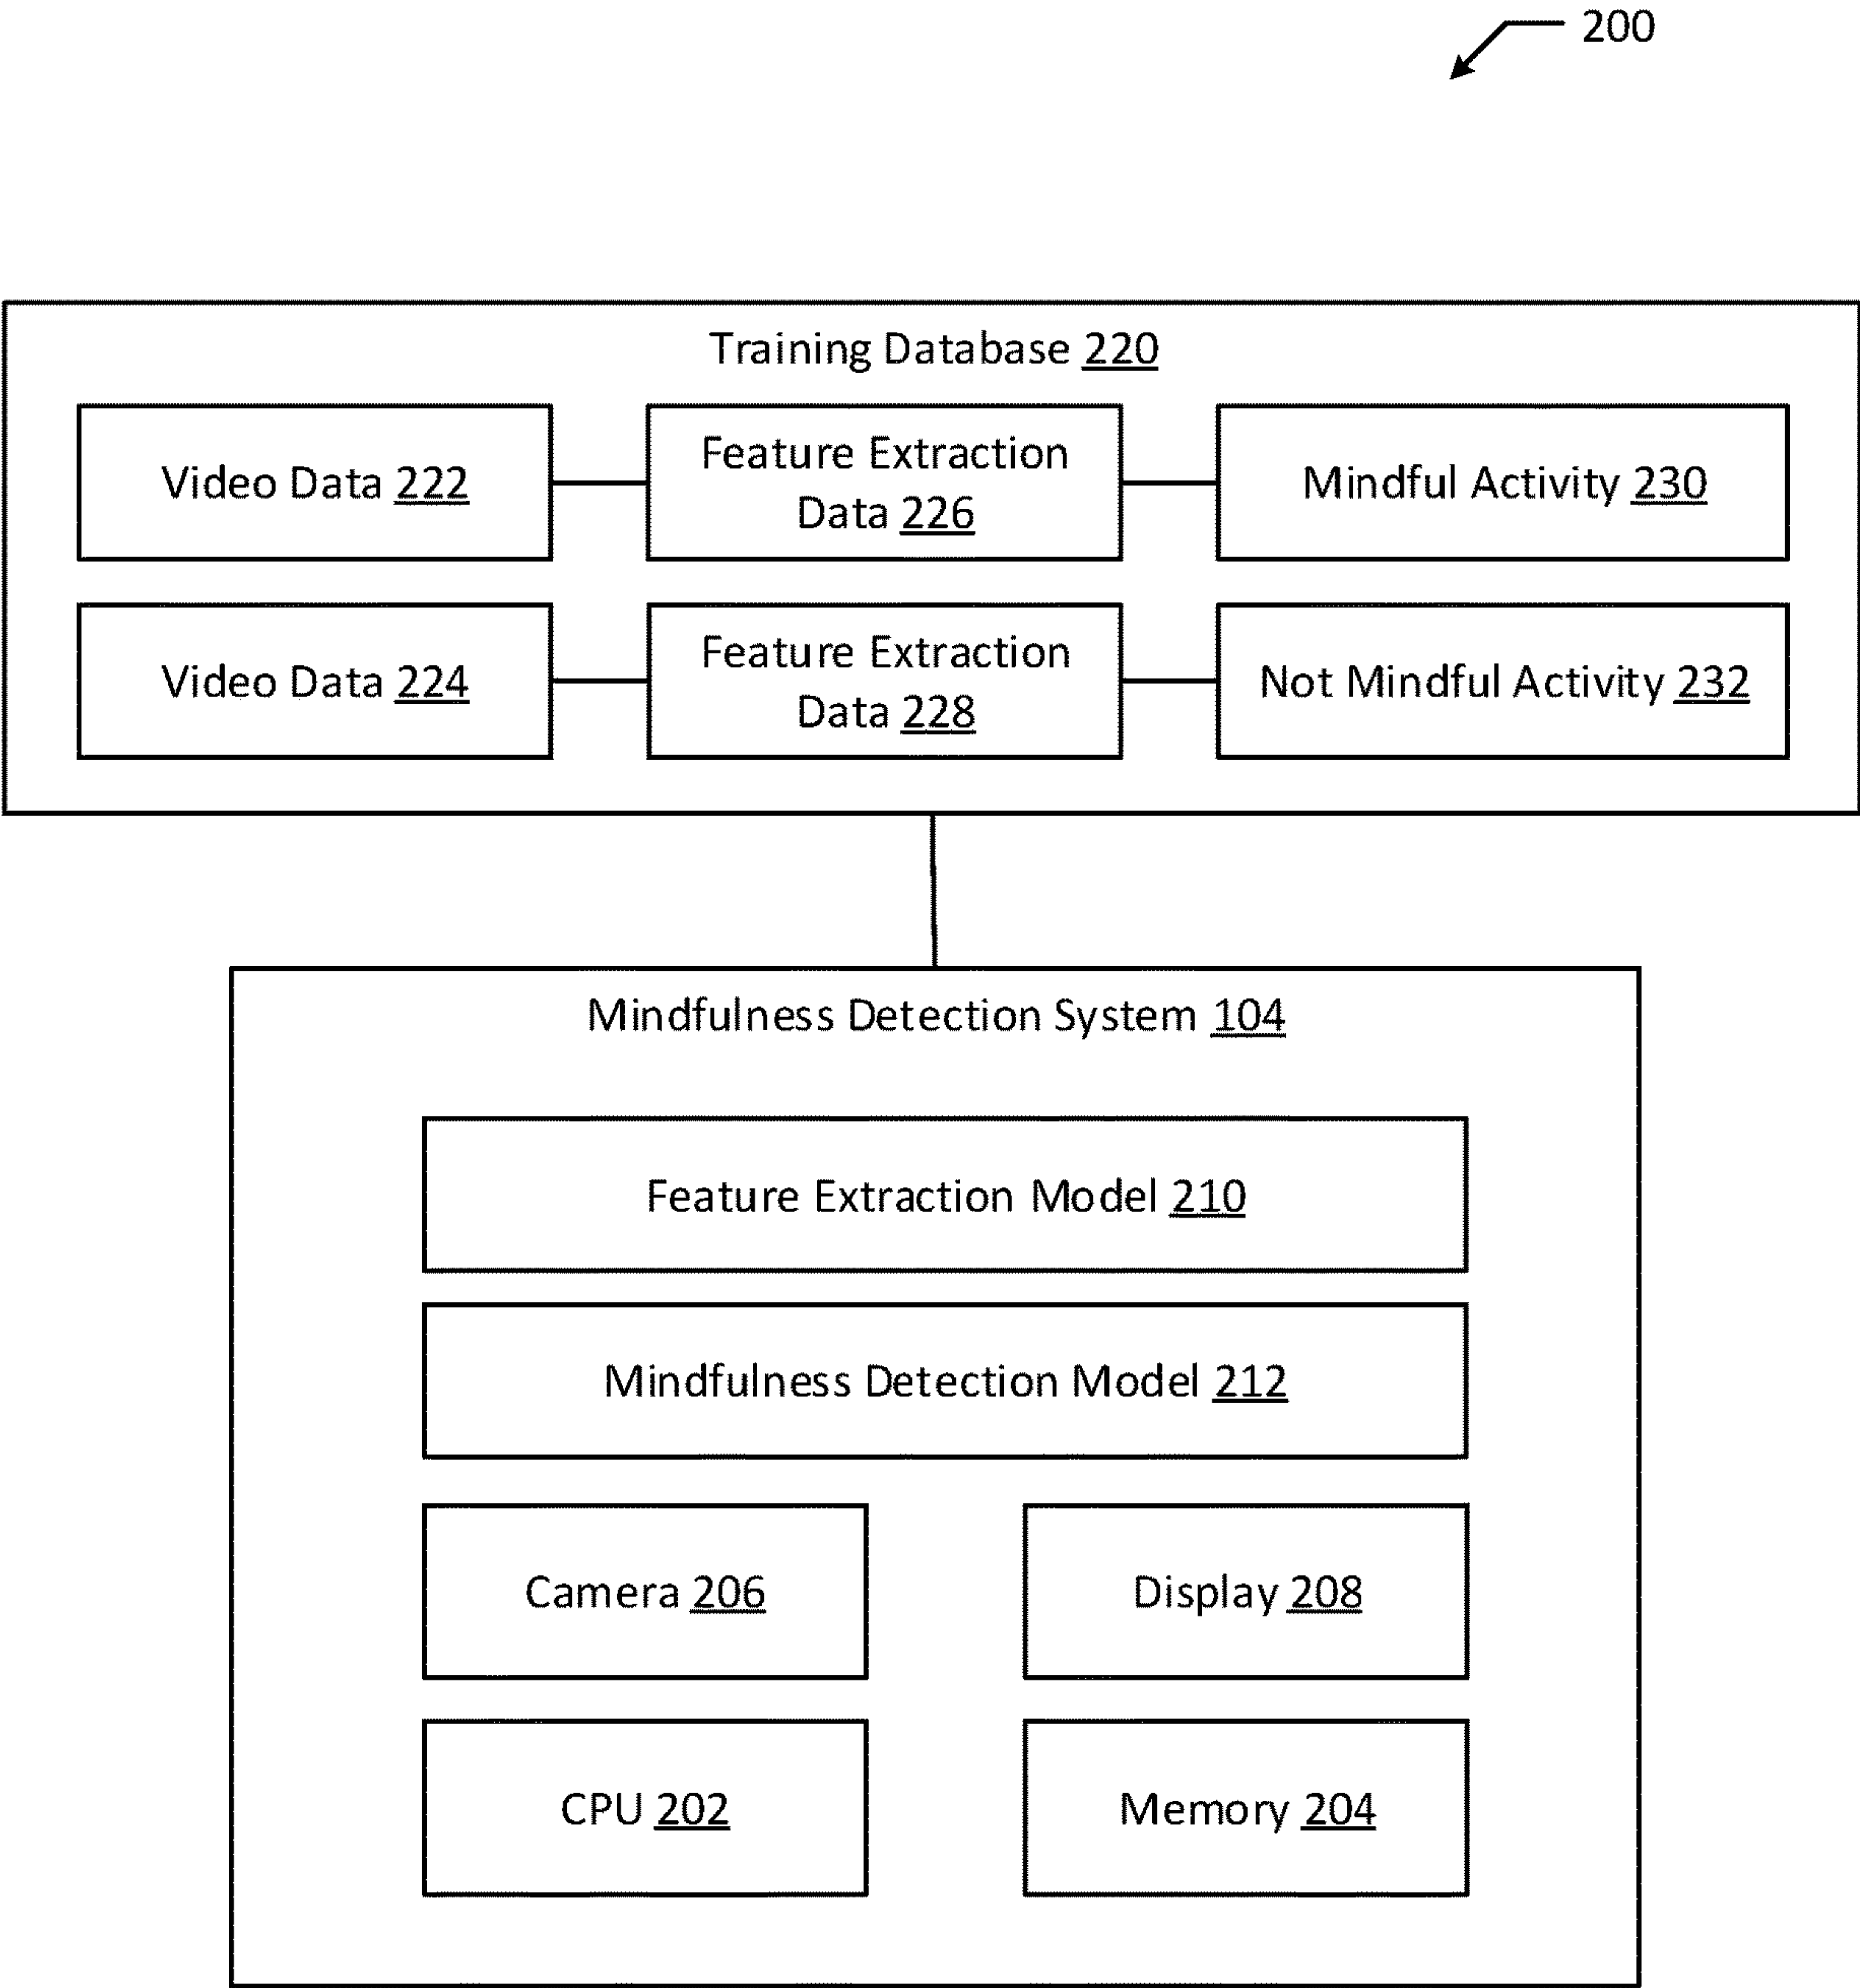 200
Training Database 220
Video Data 222
Feature Extraction
Data 226
Mindful Activity 230
Video Data 224
Feature Extraction
Data 228
Not Mindful Activity 232
Mindfulness Detection System 104
Feature Extraction Model 210
Mindfulness Detection Model 212
Camera 206
Display 208
CPU 202
Memory 204